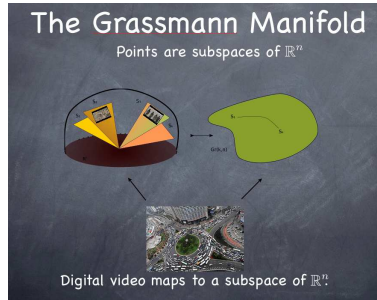 The Grassmann Manifold
Points are subspaces of ℝⁿ
Digital video maps to a subspace of ℝⁿ.